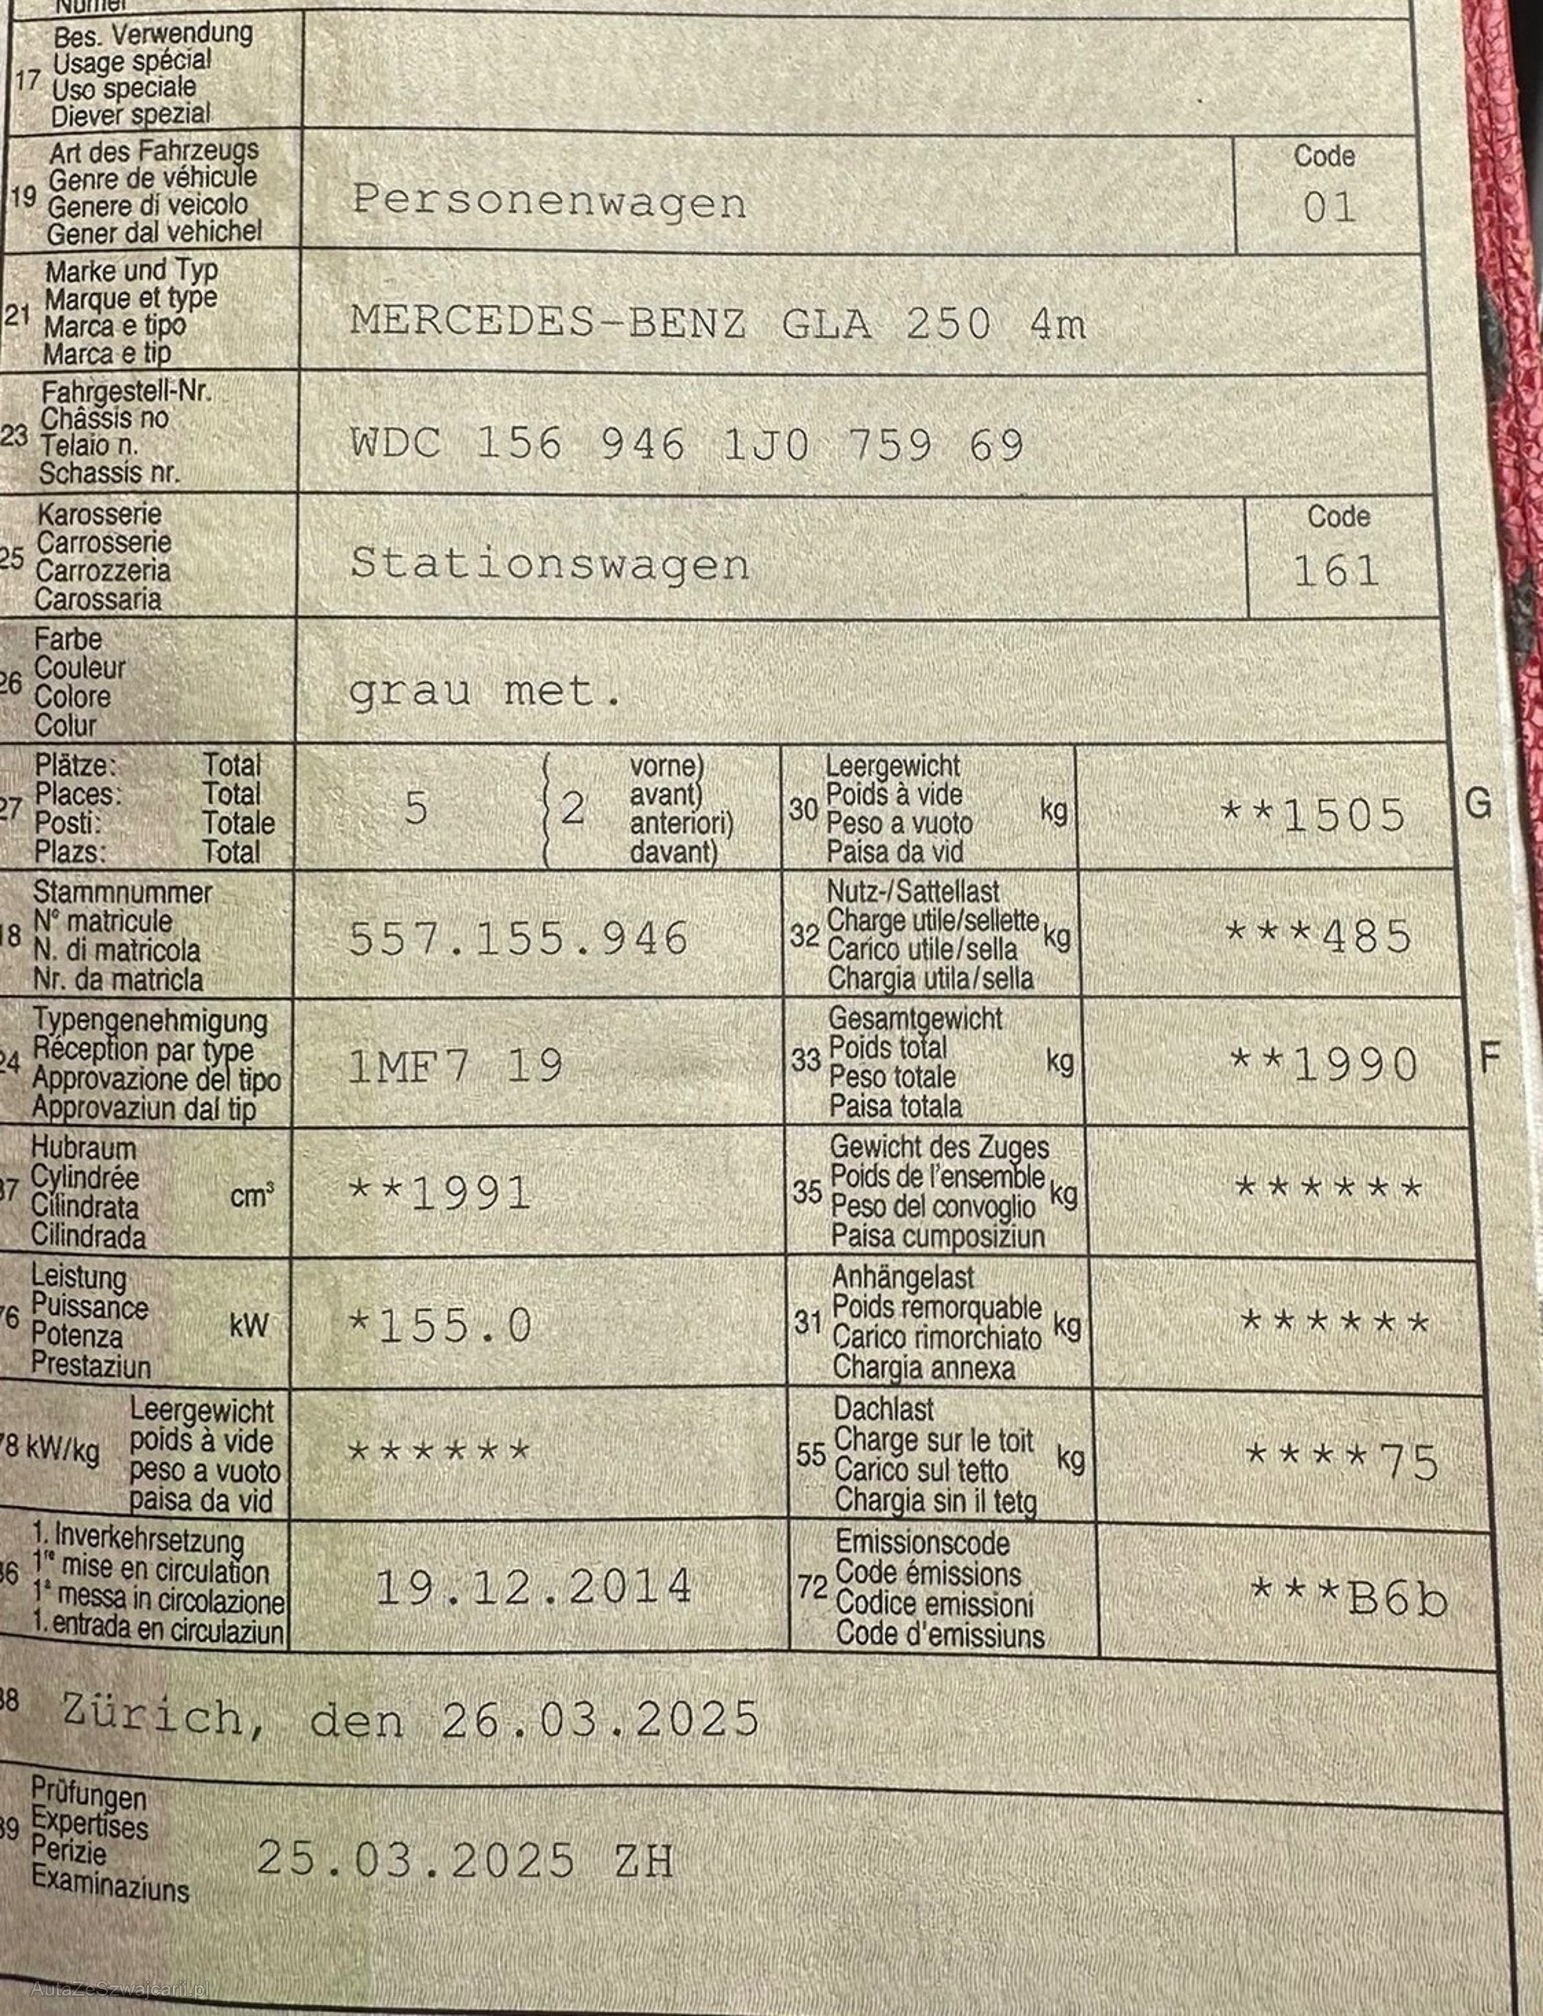 Numer
17
Bes. Verwendung
Usage spécial
Uso speciale
Diever spezial
19
Art des Fahrzeugs
Genre de véhicule
Genere di veicolo
Gener dal vehichel
Personenwagen
Code
01
21
Marke und Typ
Marque et type
Marca e tipo
Marca e tip
MERCEDES-BENZ GLA 250 4m
23
Fahrgestell-Nr.
Châssis no
Telaio n.
Schassis nr.
WDC 156 946 1J0 759 69
25
Karosserie
Carrosserie
Carrozzeria
Carossaria
Stationswagen
Code
161
26
Farbe
Couleur
Colore
Colur
grau met.
27
Plätze: Total
Places: Total
Posti: Totale
Plazs: Total
5
2
vorne)
avant)
anteriori)
davant)
30
Leergewicht
Poids à vide
Peso a vuoto
Paisa da vid
kg
**1505
G
18
Stammnummer
N° matricule
N. di matricola
Nr. da matricla
557.155.946
32
Nutz-/Sattellast
Charge utile/sellette
Carico utile/sella
Chargia utila/sella
kg
***485
24
Typengenehmigung
Réception par type
Approvazione del tipo
Approvaziun dal tip
1MF7 19
33
Gesamtgewicht
Poids total
Peso totale
Paisa totala
kg
**1990
F
37
Hubraum
Cylindrée
Cilindrata
Cilindrada
cm³
**1991
35
Gewicht des Zuges
Poids de l'ensemble
Peso del convoglio
Paisa cumposiziun
kg
******
76
Leistung
Puissance
Potenza
Prestaziun
kW
*155.0
31
Anhängelast
Poids remorquable
Carico rimorchiato
Chargia annexa
kg
******
78 kW/kg
Leergewicht
poids à vide
peso a vuoto
paisa da vid
******
55
Dachlast
Charge sur le toit
Carico sul tetto
Chargia sin il tetg
kg
****75
36
1. Inverkehrsetzung
1re mise en circulation
1a messa in circolazione
1. entrada en circulaziun
19.12.2014
72
Emissionscode
Code émissions
Codice emissioni
Code d'emissiuns
***B6b
38
Zürich, den 26.03.2025
39
Prüfungen
Expertises
Perizie
Examinaziuns
25.03.2025 ZH
AutaZeSzwajcarii.pl